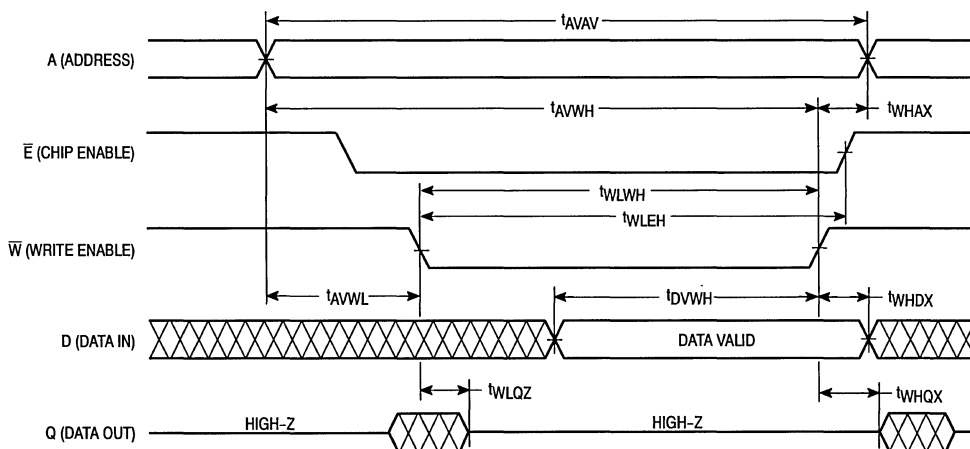 tAVAV
A (ADDRESS)
tAVWH
tWHAX
E (CHIP ENABLE)
tWLWH
tWLEH
W (WRITE ENABLE)
tAVWL
tDVWH
tWHDX
D (DATA IN)
DATA VALID
tWLQZ
tWHQX
Q (DATA OUT)
HIGH-Z
HIGH-Z